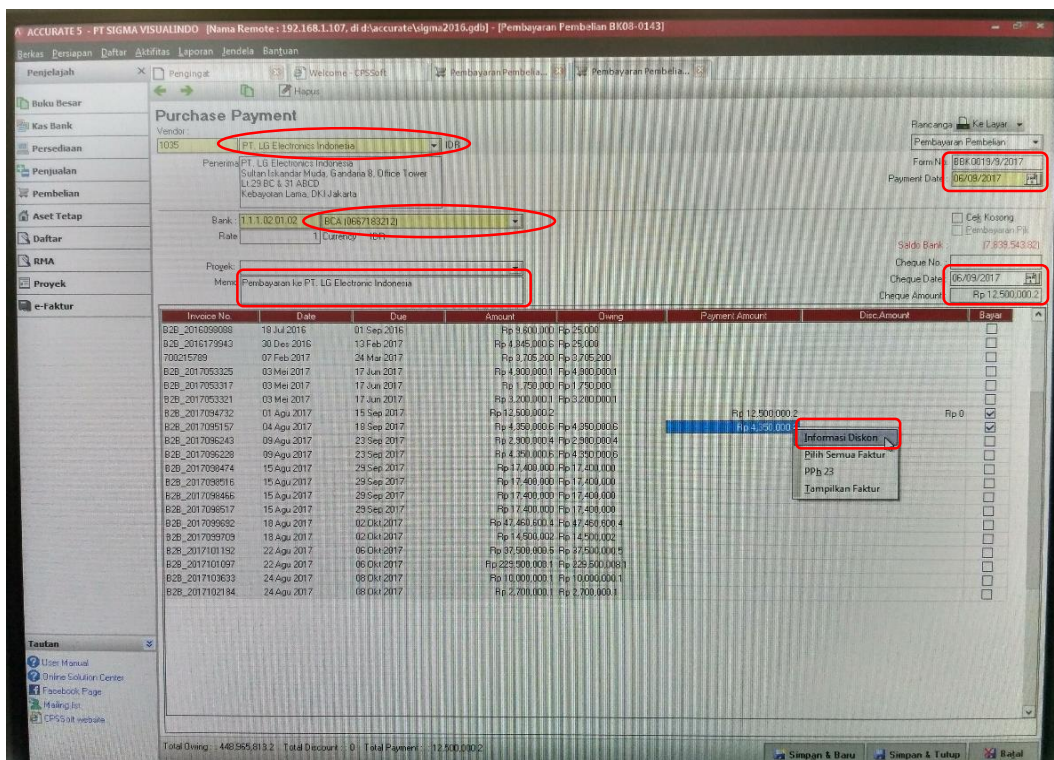 ACCURATE 5 - PT SIGMA VISUALINDO [Nama Remote : 192.168.1.107, di d:\accurate\sigma2016.gdb] - [Pembayaran Pembelian BK08-0143]
Berkas Persiapan Daftar Aktifitas Laporan Jendela Bantuan
Penjelajah
Pengingat Welcome - CPSSoft Pembayaran Pembelia... Pembayaran Pembelia...
Hapus
Buku Besar
Kas Bank
Persediaan
Penjualan
Pembelian
Aset Tetap
Daftar
RMA
Proyek
e-Faktur
Purchase Payment
Vendor :
1035 PT. LG Electronics Indonesia IDR
Penerima PT. LG Electronics Indonesia
Sultan Iskandar Muda, Gandaria 8, Office Tower
Lt.29 BC & 31 ABCD
Kebayoran Lama, DKI Jakarta
Bank : 1.1.1.02.01.02 BCA (0667183212)
Rate 1 Currency IDR
Proyek:
Memo Pembayaran ke PT. LG Electronic Indonesia
Rancanga Ke Layar
Pembayaran Pembelian
Form No. BBK0019/9/2017
Payment Date : 06/09/2017
Cek Kosong
Pembayaran Pjk
Saldo Bank (7,839,543.82)
Cheque No.
Cheque Date 06/09/2017
Cheque Amount Rp 12,500,000.2
Invoice No. Date Due Amount Owing Payment Amount Disc.Amount Bayar
B2B_2016098088 18 Jul 2016 01 Sep 2016 Rp 9,600,000 Rp 25,000
B2B_2016179943 30 Des 2016 13 Feb 2017 Rp 4,845,000.6 Rp 25,000
700215789 07 Feb 2017 24 Mar 2017 Rp 3,705,200 Rp 3,705,200
B2B_2017053325 03 Mei 2017 17 Jun 2017 Rp 4,900,000.1 Rp 4,900,000.1
B2B_2017053317 03 Mei 2017 17 Jun 2017 Rp 1,750,000 Rp 1,750,000
B2B_2017053321 03 Mei 2017 17 Jun 2017 Rp 3,200,000.1 Rp 3,200,000.1
B2B_2017094732 01 Agu 2017 15 Sep 2017 Rp 12,500,000.2 Rp 12,500,000.2 Rp 0
B2B_2017095157 04 Agu 2017 18 Sep 2017 Rp 4,350,000.6 Rp 4,350,000.6 Rp 4,350,000
B2B_2017096243 09 Agu 2017 23 Sep 2017 Rp 2,900,000.4 Rp 2,900,000.4
B2B_2017096228 09 Agu 2017 23 Sep 2017 Rp 4,350,000.6 Rp 4,350,000.6
B2B_2017098474 15 Agu 2017 29 Sep 2017 Rp 17,400,000 Rp 17,400,000
B2B_2017098516 15 Agu 2017 29 Sep 2017 Rp 17,400,000 Rp 17,400,000
B2B_2017098466 15 Agu 2017 29 Sep 2017 Rp 17,400,000 Rp 17,400,000
B2B_2017098517 15 Agu 2017 29 Sep 2017 Rp 17,400,000 Rp 17,400,000
B2B_2017099692 18 Agu 2017 02 Okt 2017 Rp 47,460,600.4 Rp 47,460,600.4
B2B_2017099709 18 Agu 2017 02 Okt 2017 Rp 14,500,002 Rp 14,500,002
B2B_2017101192 22 Agu 2017 06 Okt 2017 Rp 37,500,000.5 Rp 37,500,000.5
B2B_2017101097 22 Agu 2017 06 Okt 2017 Rp 229,500,008.1 Rp 229,500,008.1
B2B_2017103633 24 Agu 2017 08 Okt 2017 Rp 10,000,000.1 Rp 10,000,000.1
B2B_2017102184 24 Agu 2017 08 Okt 2017 Rp 2,700,000.1 Rp 2,700,000.1
Informasi Diskon
Pilih Semua Faktur
PPh 23
Tampilkan Faktur
Tautan
User Manual
Online Solution Center
Facebook Page
Mailing list
CPSSoft website
Total Owing : 448,965,813.2 Total Discount : 0 Total Payment : 12,500,000.2
Simpan & Baru Simpan & Tutup Batal